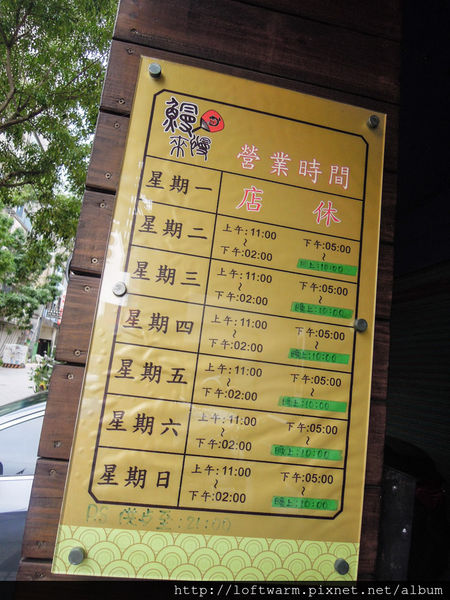 鰻
來慢
營業時間
星期一 店 休
星期二 上午:11:00 ~ 下午:02:00 下午:05:00 ~ 晚上:10:00
星期三 上午:11:00 ~ 下午:02:00 下午:05:00 ~ 晚上:10:00
星期四 上午:11:00 ~ 下午:02:00 下午:05:00 ~ 晚上:10:00
星期五 上午:11:00 ~ 下午:02:00 下午:05:00 ~ 晚上:10:00
星期六 上午:11:00 ~ 下午:02:00 下午:05:00 ~ 晚上:10:00
星期日 上午:11:00 ~ 下午:02:00 下午:05:00 ~ 晚上:10:00
P.S 至:21:00
http://loftwarm.pixnet.net/album